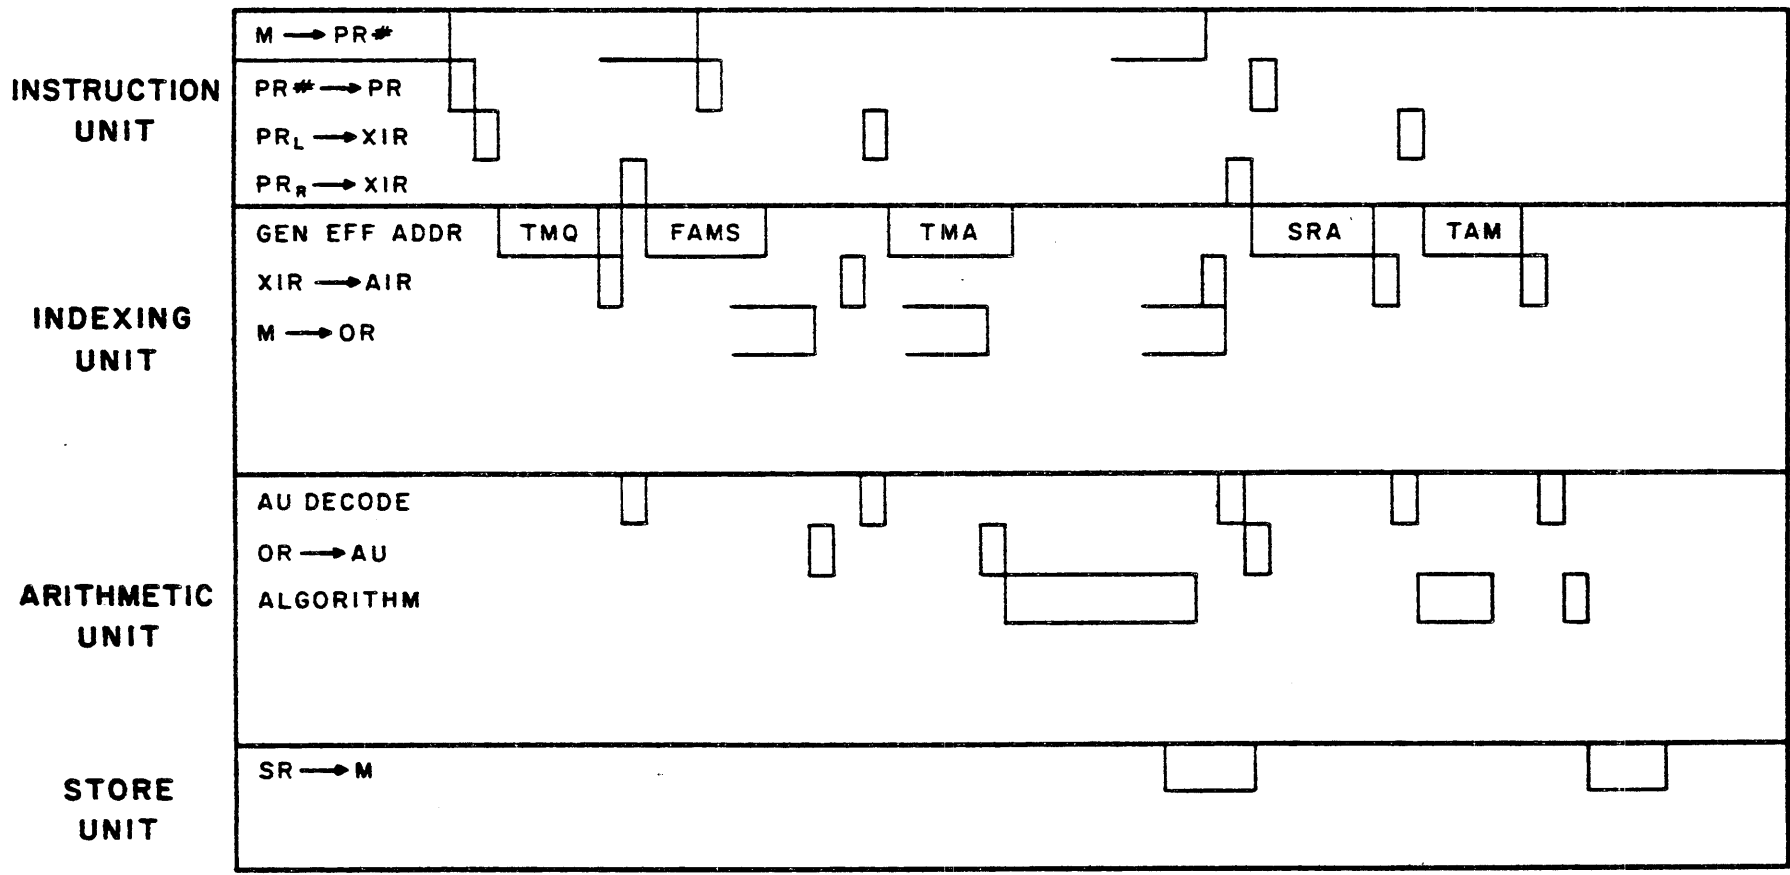 INSTRUCTION
UNIT
M → PR#
PR# → PR
PRL → XIR
PRR → XIR
INDEXING
UNIT
GEN EFF ADDR TMQ FAMS TMA SRA TAM
XIR → AIR
M → OR
ARITHMETIC
UNIT
AU DECODE
OR → AU
ALGORITHM
STORE
UNIT
SR → M